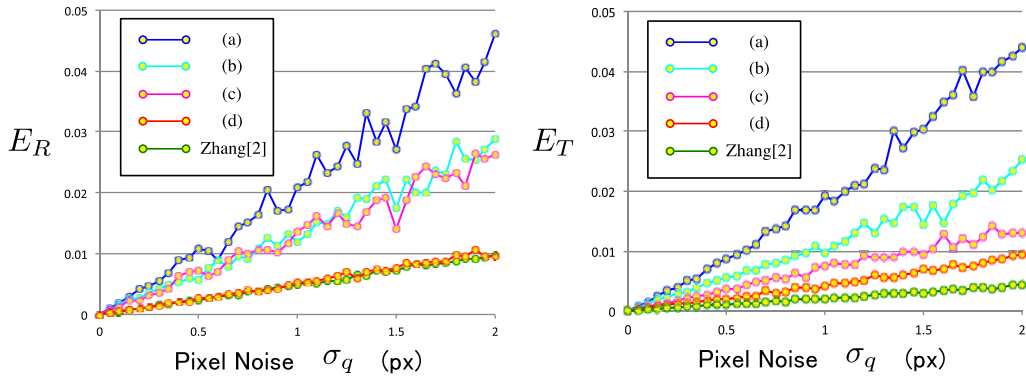 0.05
0.04
0.03
0.02
0.01
0
E_R
(a)
(b)
(c)
(d)
Zhang[2]
0
0.5
1
1.5
2
Pixel Noise σ_q (px)
0.05
0.04
0.03
0.02
0.01
0
E_T
(a)
(b)
(c)
(d)
Zhang[2]
0
0.5
1
1.5
2
Pixel Noise σ_q (px)